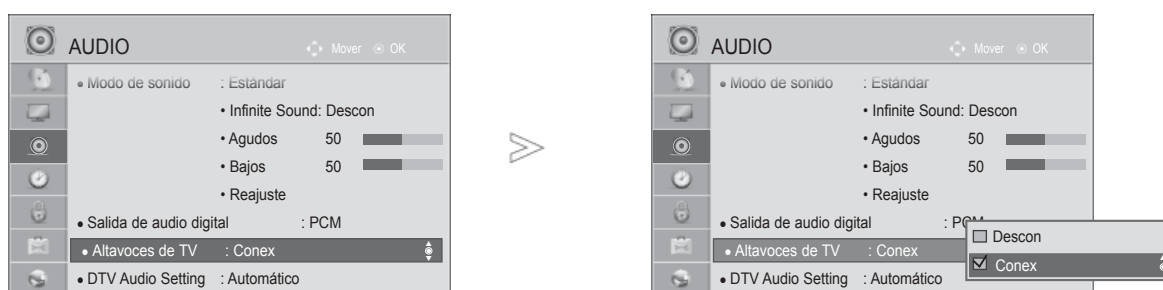 AUDIO Mover OK
• Modo de sonido : Estándar
• Infinite Sound: Descon
• Agudos 50
• Bajos 50
• Reajuste
• Salida de audio digital : PCM
• Altavoces de TV : Conex
• DTV Audio Setting : Automático
AUDIO Mover OK
• Modo de sonido : Estándar
• Infinite Sound: Descon
• Agudos 50
• Bajos 50
• Reajuste
• Salida de audio digital : PCM
• Altavoces de TV : Conex
• DTV Audio Setting : Automático
Descon
Conex